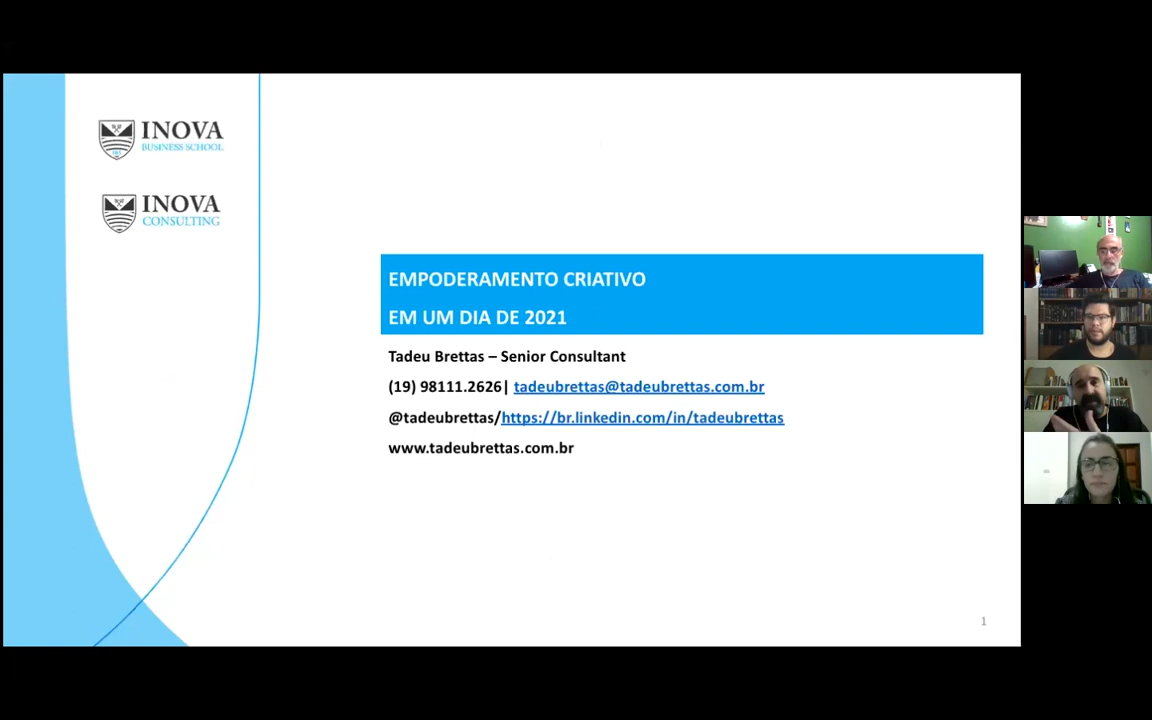 INOVA
BUSINESS SCHOOL
INOVA
CONSULTING
EMPODERAMENTO CRIATIVO
EM UM DIA DE 2021
Tadeu Brettas – Senior Consultant
(19) 98111.2626| tadeubrettas@tadeubrettas.com.br
@tadeubrettas/https://br.linkedin.com/in/tadeubrettas
www.tadeubrettas.com.br
1